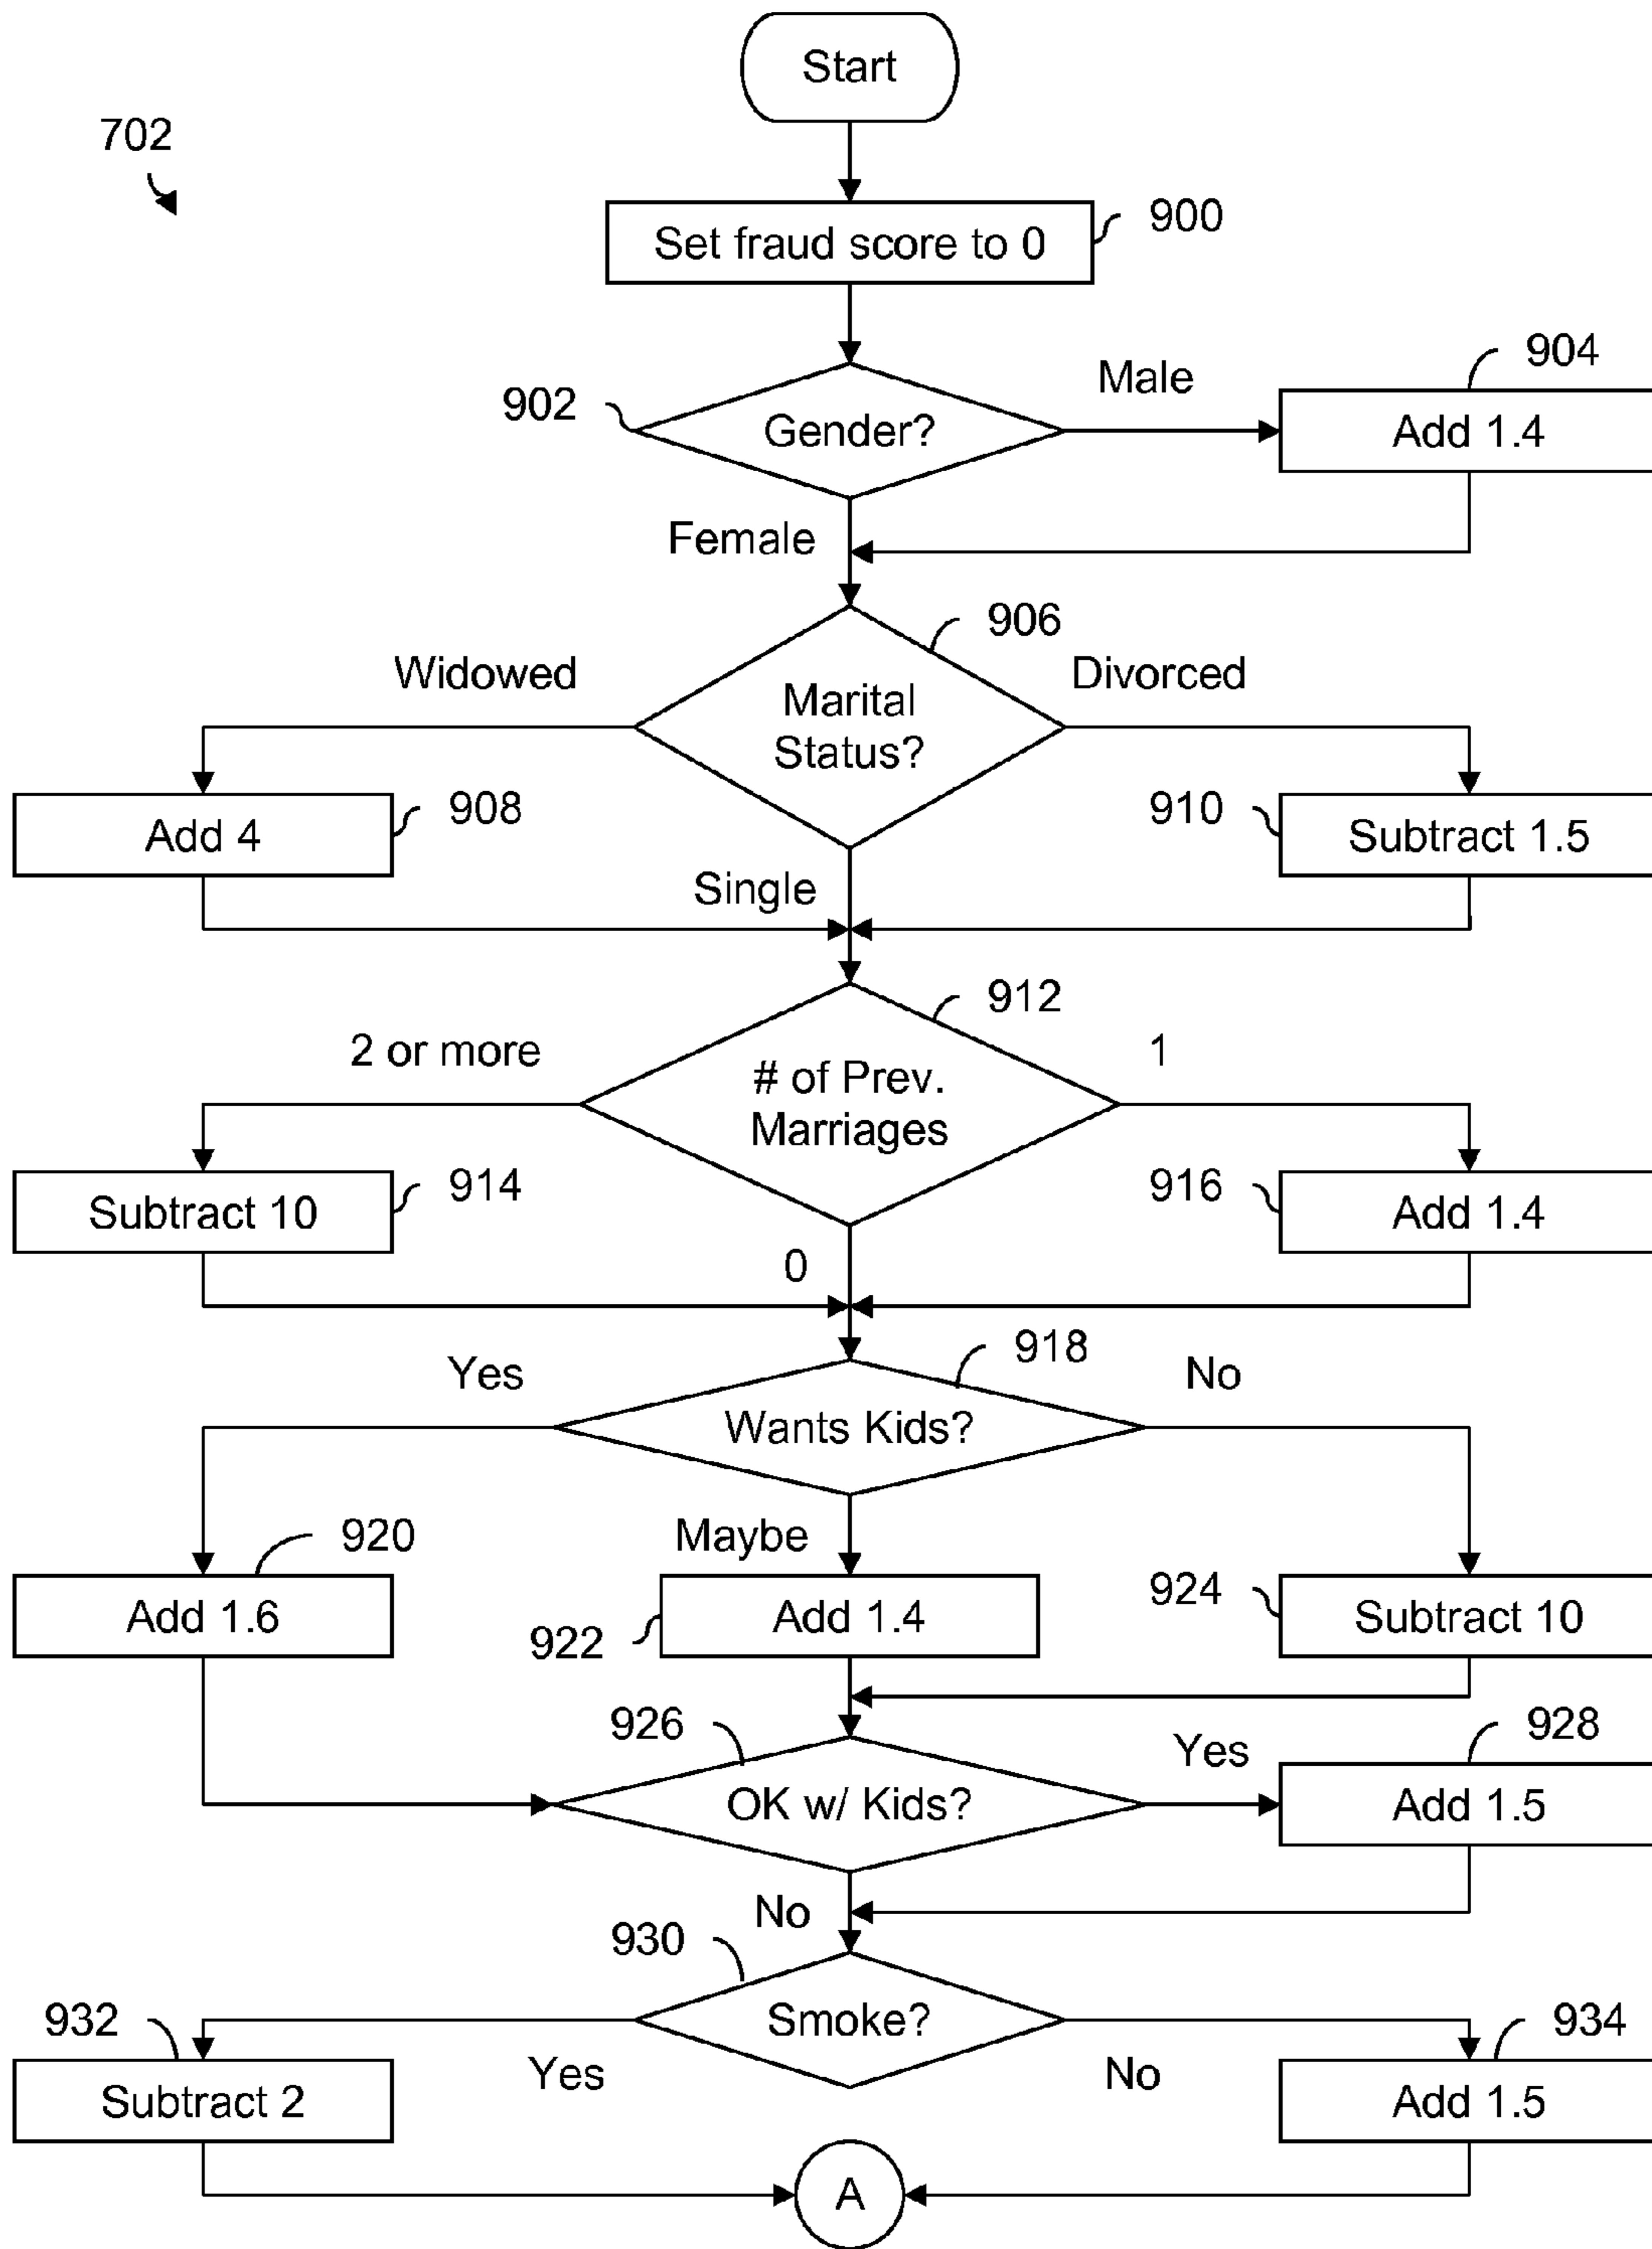 Start
702
Set fraud score to 0
900
902
Gender?
Male
904
Add 1.4
Female
906
Widowed
Divorced
Marital
Status?
Add 4
908
910
Subtract 1.5
Single
912
2 or more
1
# of Prev.
Marriages
Subtract 10
914
916
Add 1.4
0
918
Yes
No
Wants Kids?
920
Maybe
Add 1.6
922
Add 1.4
924
Subtract 10
926
Yes
928
OK w/ Kids?
Add 1.5
No
930
932
Smoke?
934
Yes
No
Subtract 2
Add 1.5
A